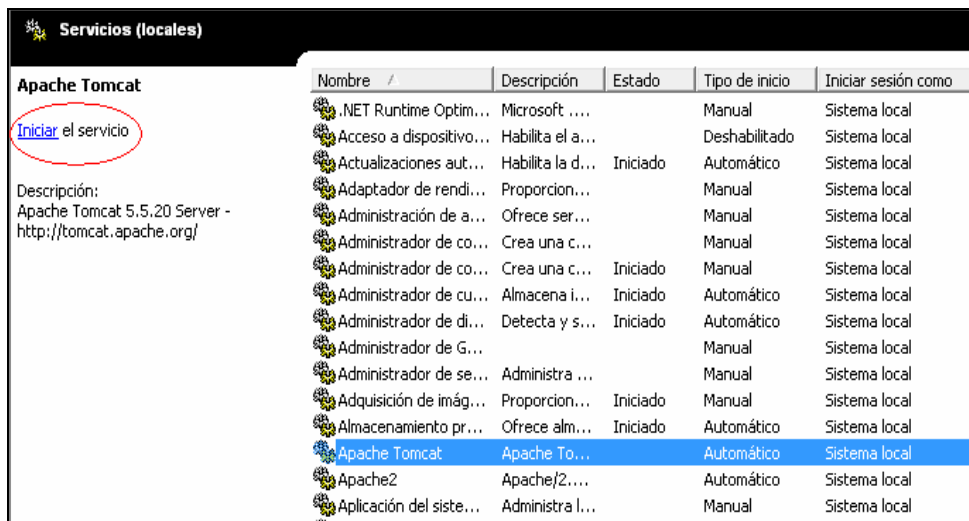 Servicios (locales)
Apache Tomcat
Iniciar el servicio
Descripción:
Apache Tomcat 5.5.20 Server -
http://tomcat.apache.org/
Nombre Descripción Estado Tipo de inicio Iniciar sesión como
.NET Runtime Optim... Microsoft .... Manual Sistema local
Acceso a dispositivo... Habilita el a... Deshabilitado Sistema local
Actualizaciones aut... Habilita la d... Iniciado Automático Sistema local
Adaptador de rendi... Proporcion... Manual Sistema local
Administración de a... Ofrece ser... Manual Sistema local
Administrador de co... Crea una c... Manual Sistema local
Administrador de co... Crea una c... Iniciado Manual Sistema local
Administrador de cu... Almacena i... Iniciado Automático Sistema local
Administrador de di... Detecta y s... Iniciado Automático Sistema local
Administrador de G... Manual Sistema local
Administrador de se... Administra ... Manual Sistema local
Adquisición de imág... Proporcion... Iniciado Manual Sistema local
Almacenamiento pr... Ofrece alm... Iniciado Automático Sistema local
Apache Tomcat Apache To... Automático Sistema local
Apache2 Apache/2.... Automático Sistema local
Aplicación del siste... Administra l... Manual Sistema local